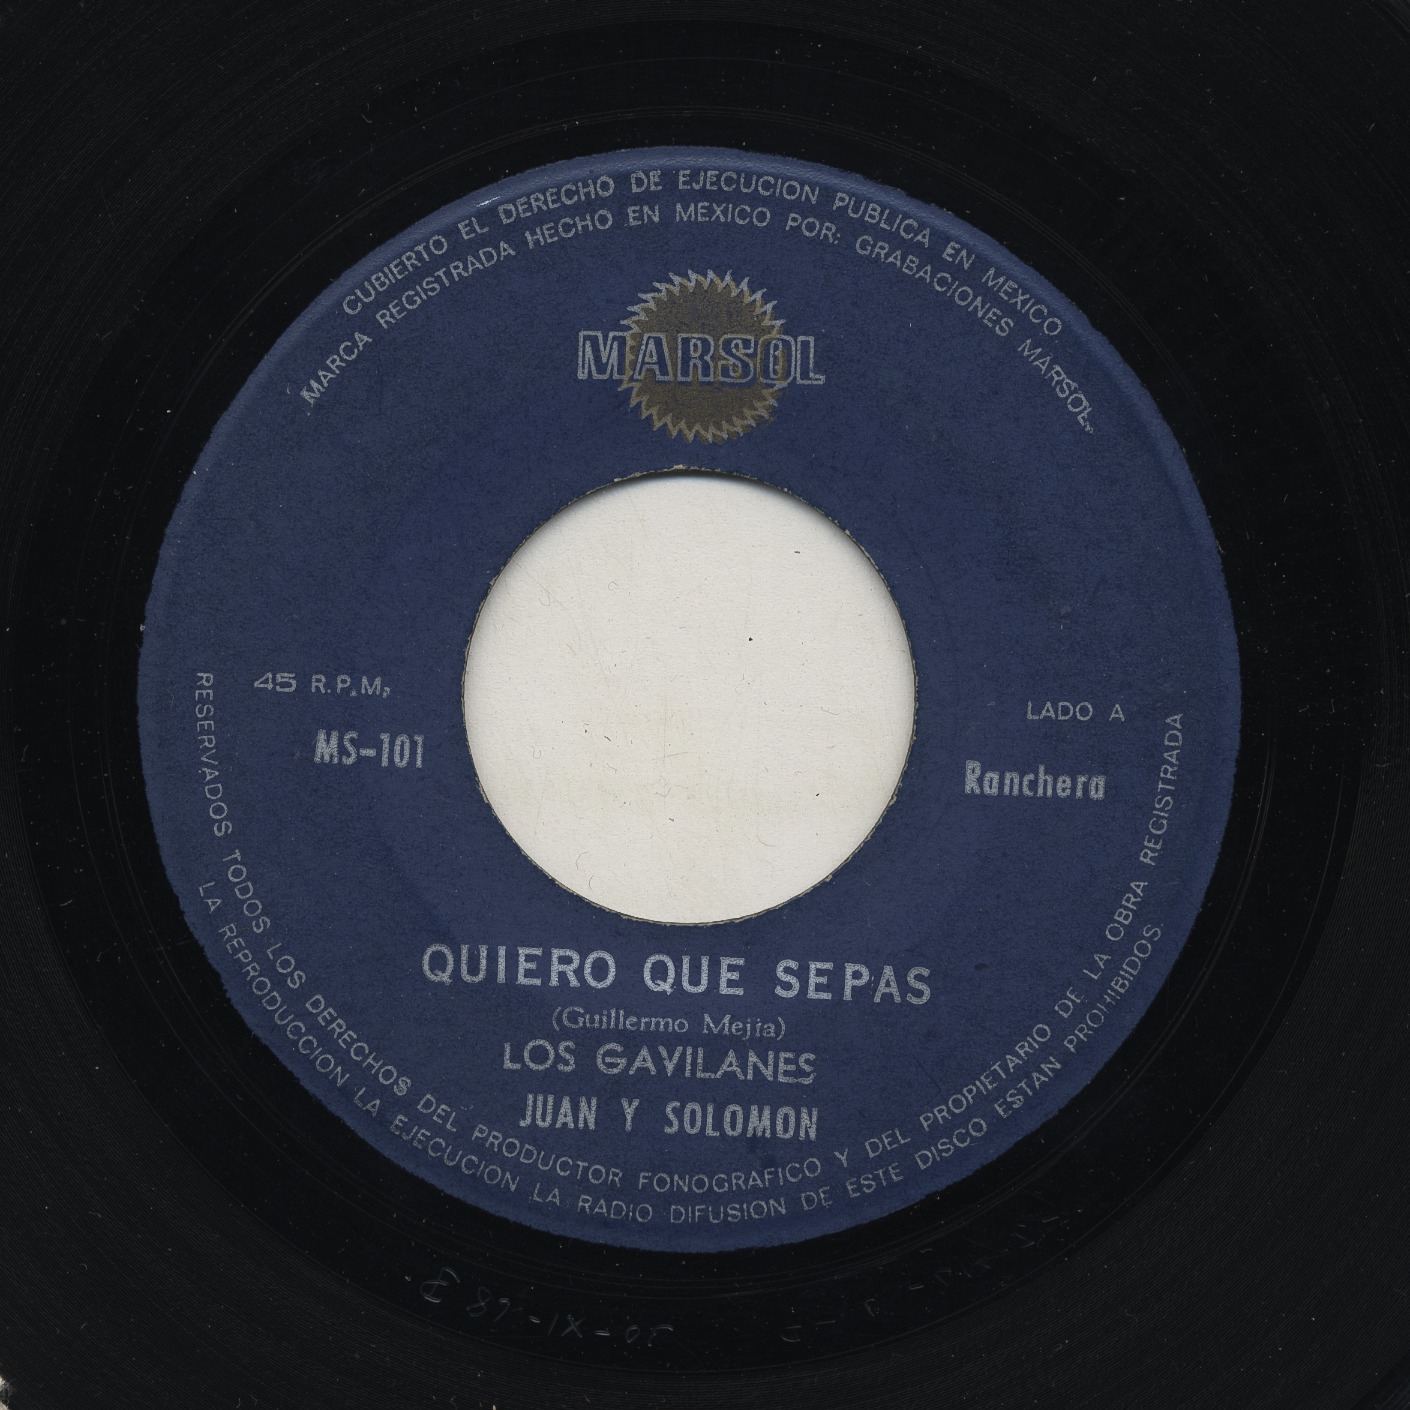 CUBIERTO EL DERECHO DE EJECUCION PUBLICA EN MEXICO
MARCA REGISTRADA HECHO EN MEXICO POR: GRABACIONES MARSOL.
MARSOL
45 R.P.M.
LADO A
MS-101
Ranchera
QUIERO QUE SEPAS
(Guillermo Mejía)
LOS GAVILANES
JUAN Y SOLOMON
RESERVADOS TODOS LOS DERECHOS DEL PRODUCTOR FONOGRAFICO Y DEL PROPIETARIO DE LA OBRA REGISTRADA
LA REPRODUCCION LA EJECUCION LA RADIO DIFUSION DE ESTE DISCO ESTAN PROHIBIDOS